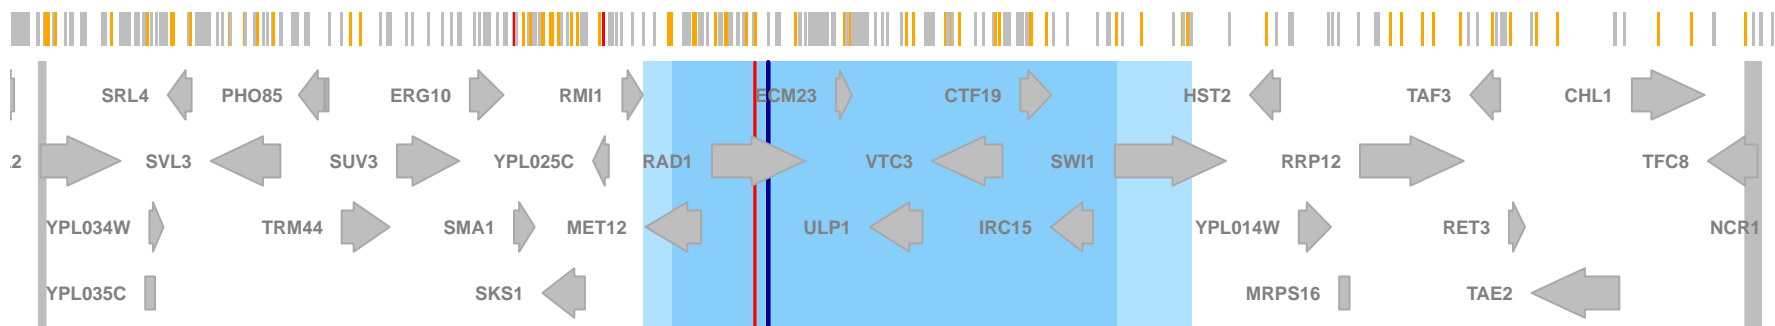 SRL4 PHO85 ERG10 RMI1 ECM23 CTF19 HST2 TAF3 CHL1
.2 SVL3 SUV3 YPL025C RAD1 VTC3 SWI1 RRP12 TFC8
YPL034W TRM44 SMA1 MET12 ULP1 IRC15 YPL014W RET3 NCR1
YPL035C SKS1 MRPS16 TAE2